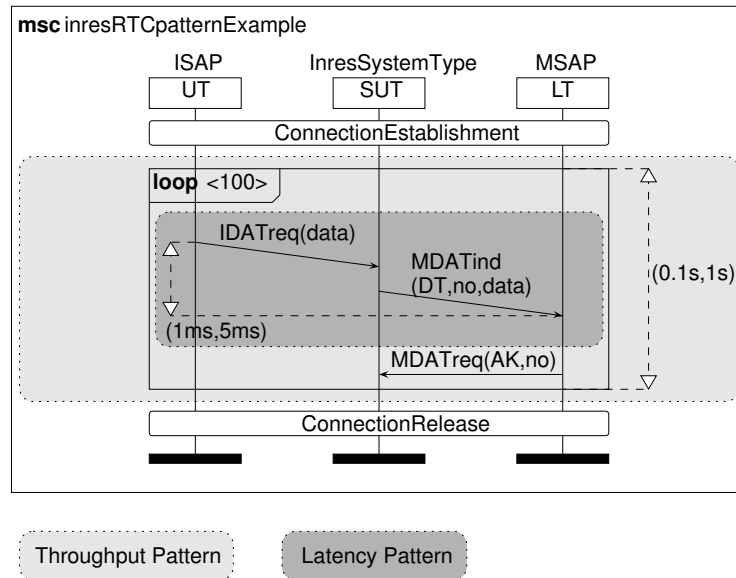 msc inresRTCpatternExample
ISAP InresSystemType MSAP
UT SUT LT
ConnectionEstablishment
loop <100>
IDATreq(data)
MDATind
(DT,no,data)
(0.1s,1s)
(1ms,5ms)
MDATreq(AK,no)
ConnectionRelease
Throughput Pattern Latency Pattern